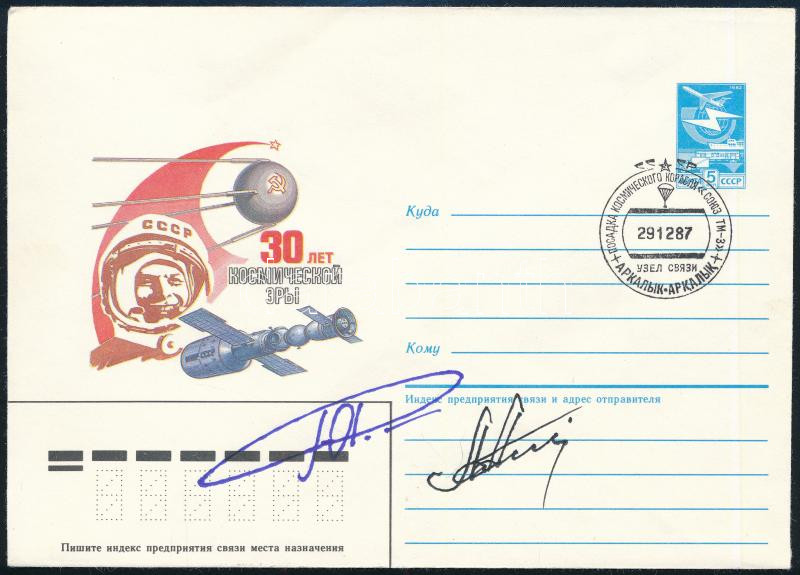 СССР
30 ЛЕТ
КОСМИЧЕСКОЙ
ЭРЫ
1982
5
СССР
ПОСАДКА КОСМИЧЕСКОГО КОРАБЛЯ «СОЮЗ ТМ-3»
291287
УЗЕЛ СВЯЗИ
АРКАЛЫК•АРКАЛЫК
Куда
Кому
Индекс предприятия связи и адрес отправителя
Пишите индекс предприятия связи места назначения